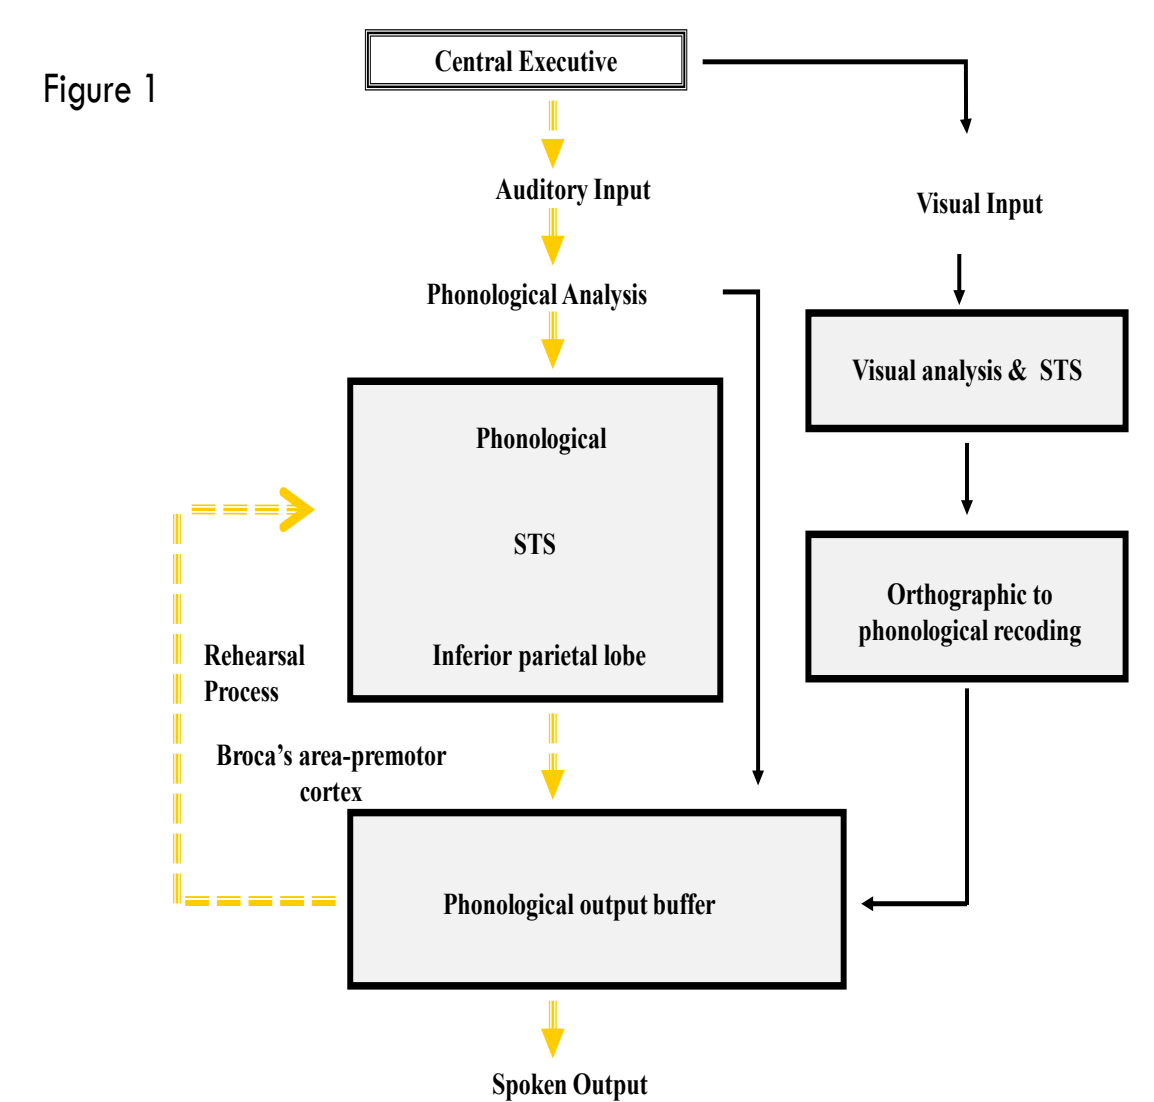 Figure 1
Central Executive
Auditory Input
Visual Input
Phonological Analysis
Visual analysis & STS
Phonological
STS
Inferior parietal lobe
Orthographic to
phonological recoding
Rehearsal
Process
Broca’s area-premotor
cortex
Phonological output buffer
Spoken Output